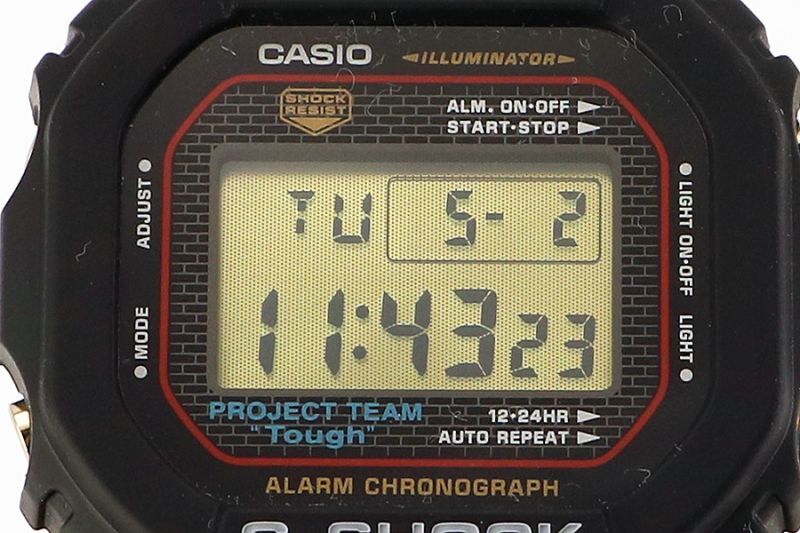 CASIO ILLUMINATOR
SHOCK RESIST
ALM. ON·OFF
START·STOP
ADJUST
MODE
LIGHT ON·OFF
LIGHT
TU 5- 2
11:43 23
PROJECT TEAM
"Tough"
12·24HR
AUTO REPEAT
ALARM CHRONOGRAPH
G-SHOCK